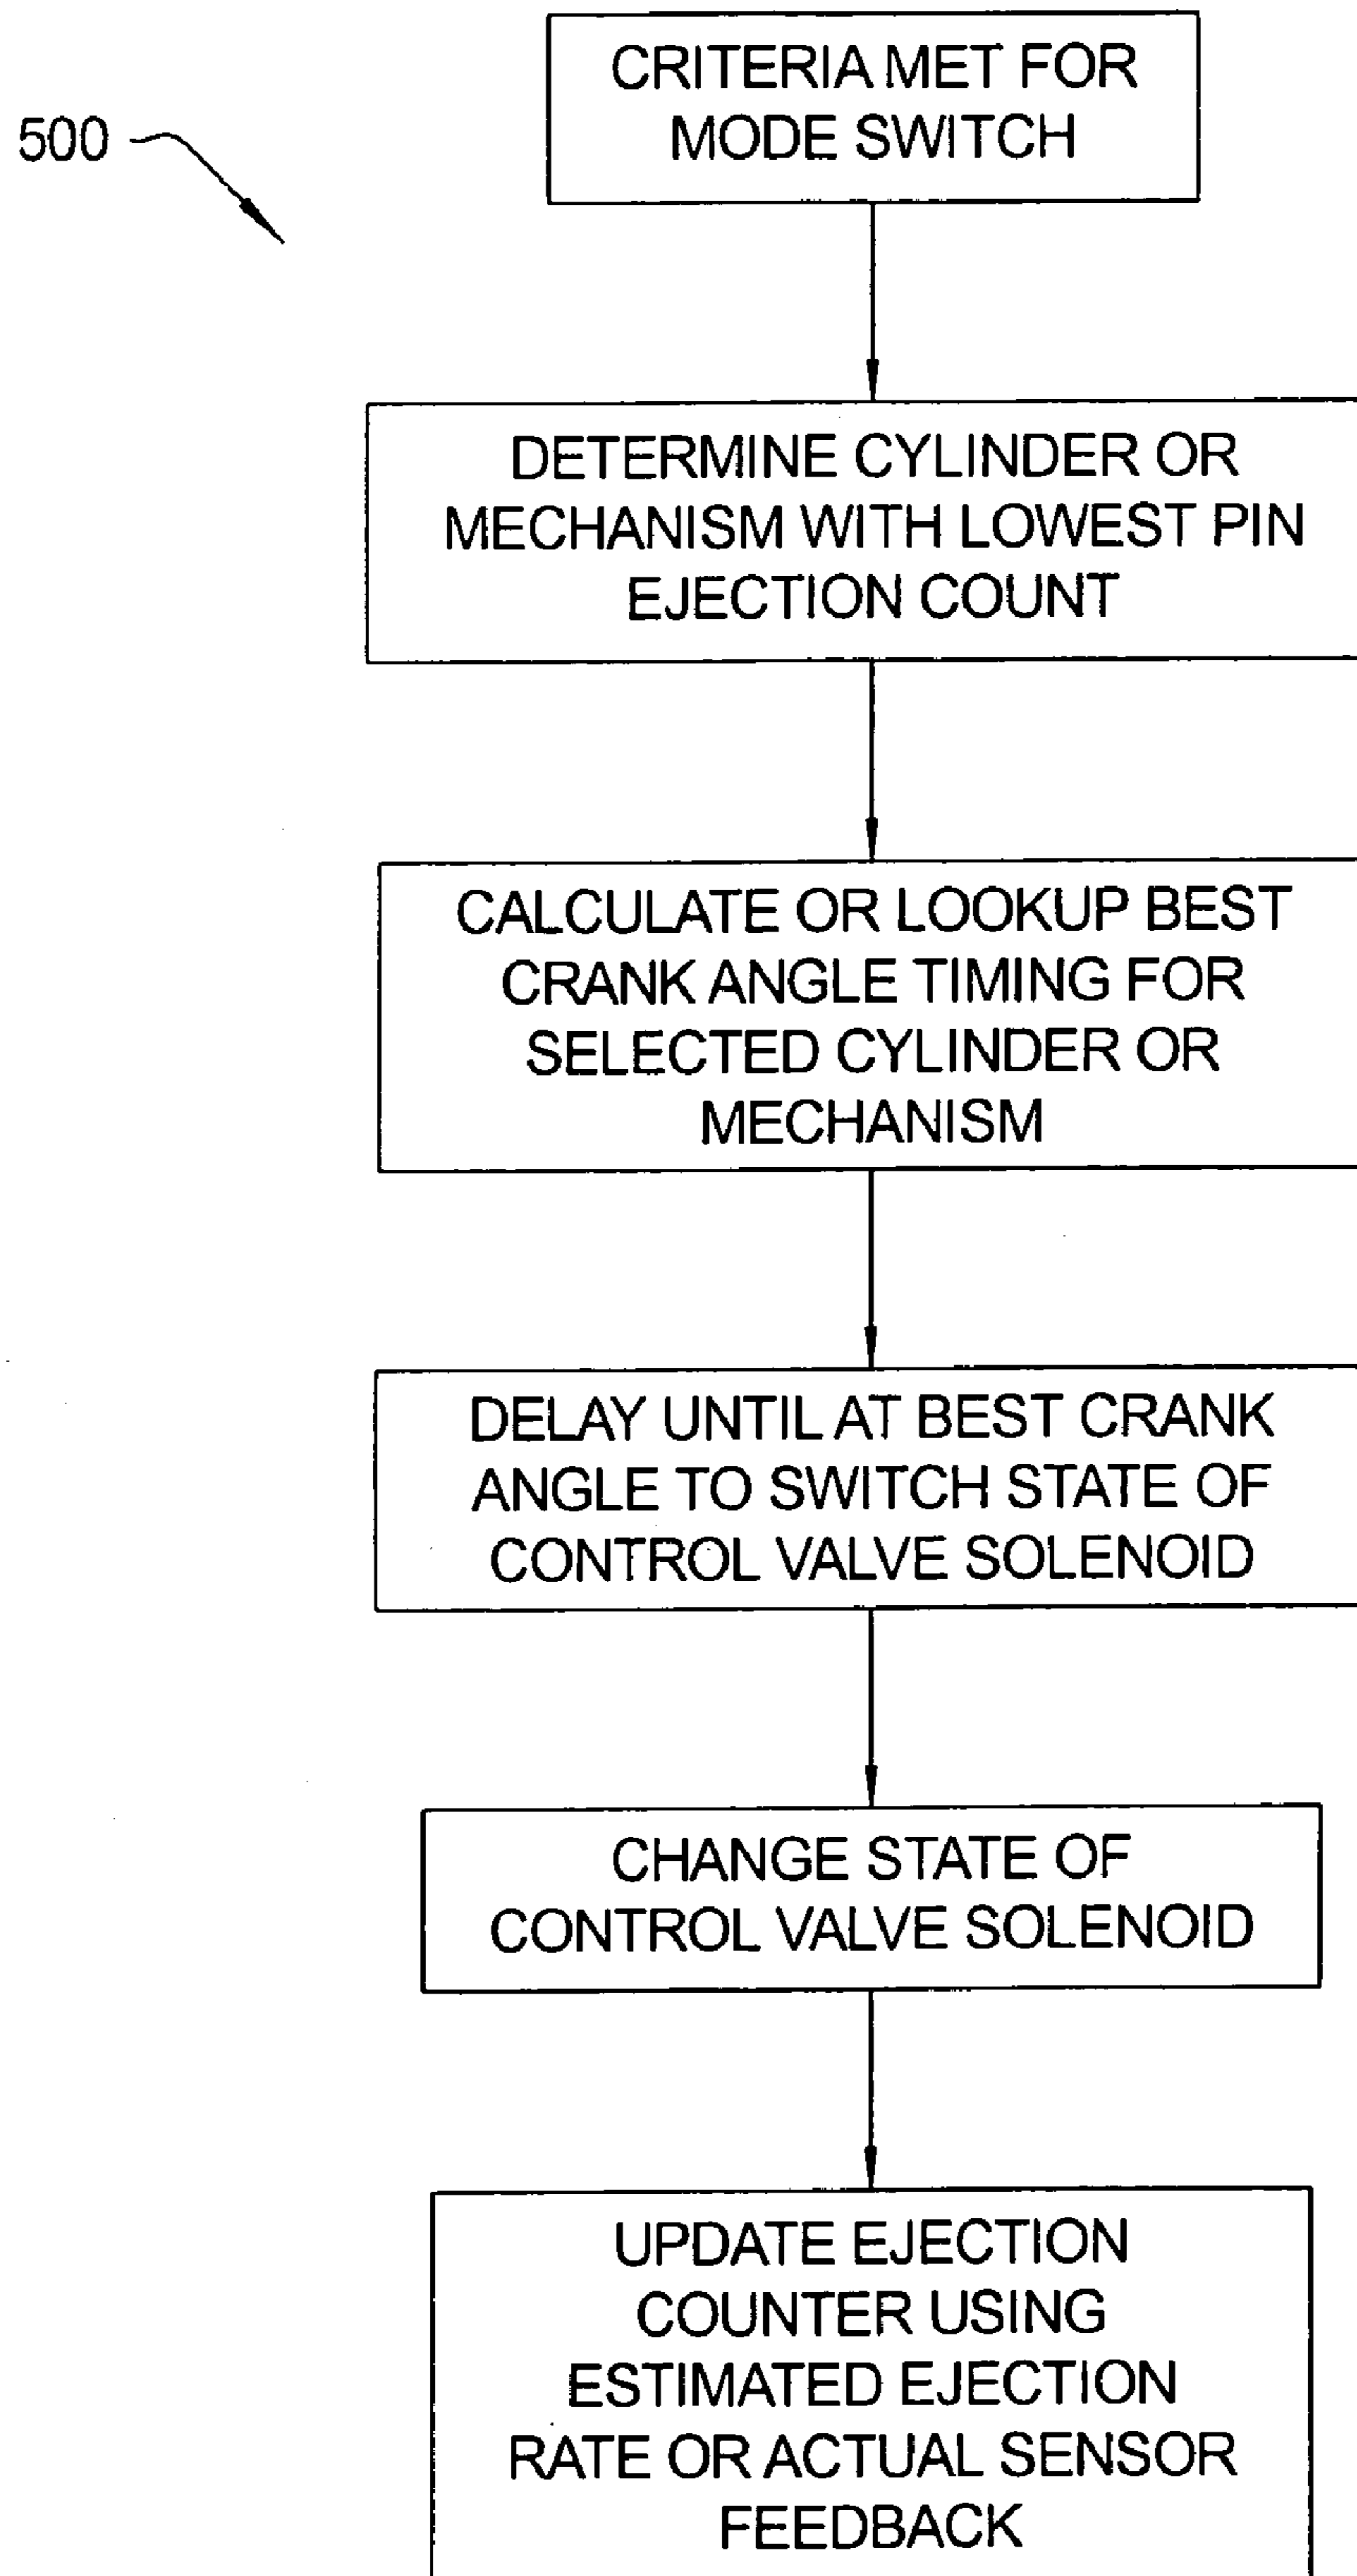 500
CRITERIA MET FOR
MODE SWITCH
DETERMINE CYLINDER OR
MECHANISM WITH LOWEST PIN
EJECTION COUNT
CALCULATE OR LOOKUP BEST
CRANK ANGLE TIMING FOR
SELECTED CYLINDER OR
MECHANISM
DELAY UNTIL AT BEST CRANK
ANGLE TO SWITCH STATE OF
CONTROL VALVE SOLENOID
CHANGE STATE OF
CONTROL VALVE SOLENOID
UPDATE EJECTION
COUNTER USING
ESTIMATED EJECTION
RATE OR ACTUAL SENSOR
FEEDBACK